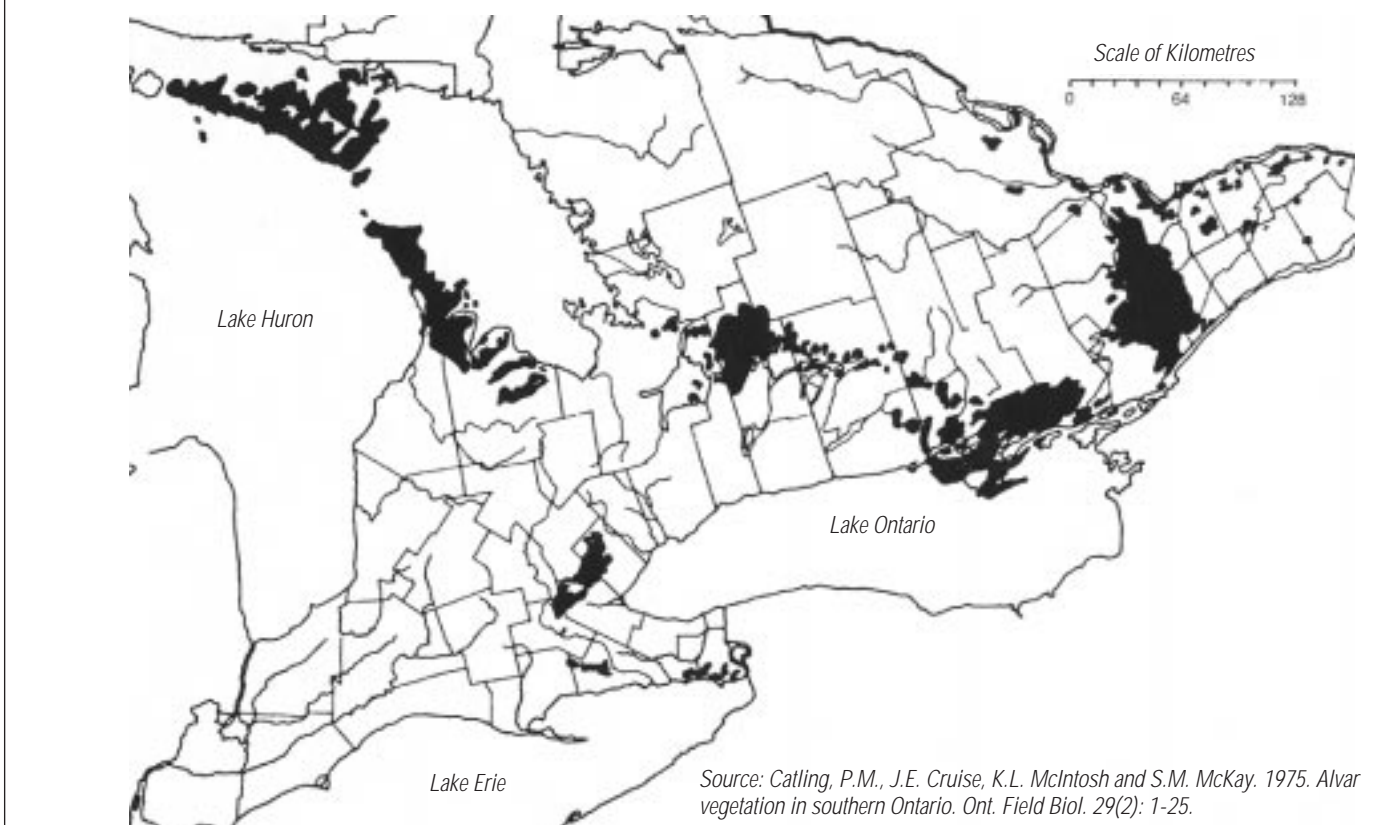 Scale of Kilometres
0 64 128
Lake Huron
Lake Ontario
Lake Erie
Source: Catling, P.M., J.E. Cruise, K.L. McIntosh and S.M. McKay. 1975. Alvar
vegetation in southern Ontario. Ont. Field Biol. 29(2): 1-25.